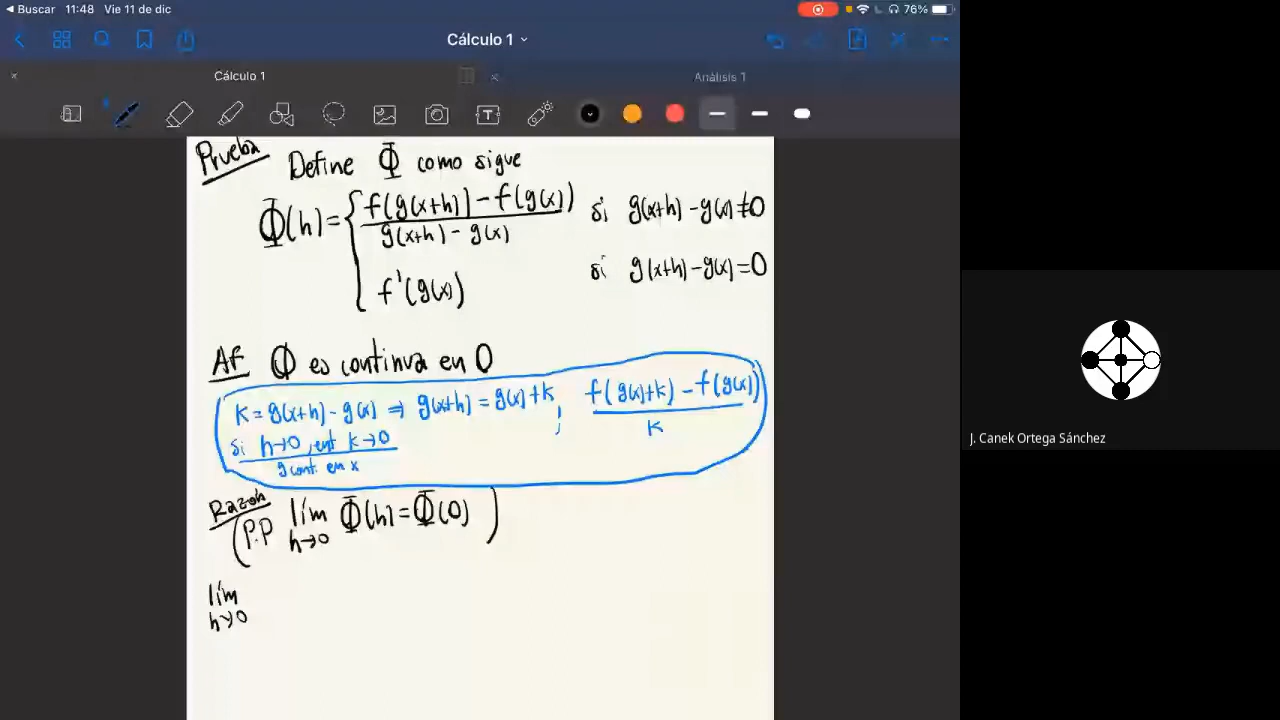 Buscar 11:48 Vie 11 de dic 76%
Cálculo 1
Cálculo 1 Análisis 1
Prueba Define Φ como sigue
Φ(h) = { f(g(x+h)) - f(g(x)) / g(x+h) - g(x) si g(x+h) - g(x) ≠ 0
f'(g(x)) si g(x+h) - g(x) = 0
Af Φ es continua en 0
K = g(x+h) - g(x) ⇒ g(x+h) = g(x) + k ; f(g(x)+k) - f(g(x)) / K
si h→0, ent k→0
g cont. en x
Razón
(P.P lím h→0 Φ(h) = Φ(0) )
lím
h→0
J. Canek Ortega Sánchez